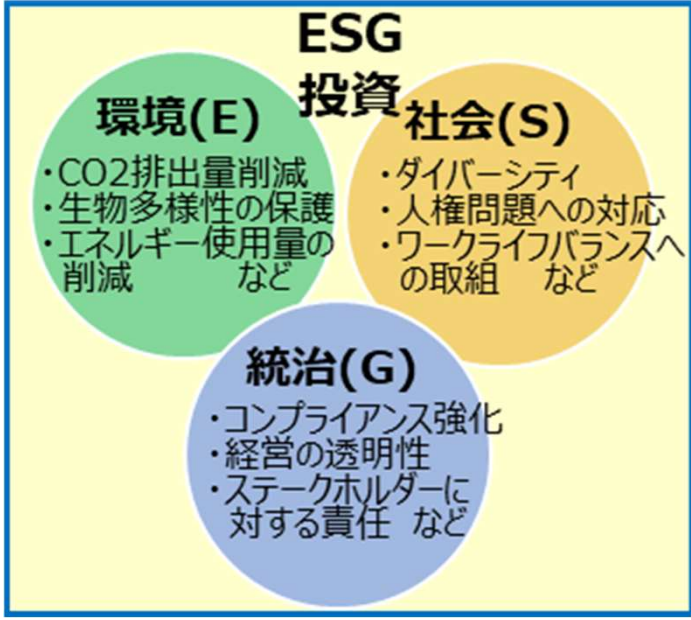 ESG
投資
環境(E)
・CO2排出量削減
・生物多様性の保護
・エネルギー使用量の
削減 など
社会(S)
・ダイバーシティ
・人権問題への対応
・ワークライフバランスへ
の取組 など
統治(G)
・コンプライアンス強化
・経営の透明性
・ステークホルダーに
対する責任 など